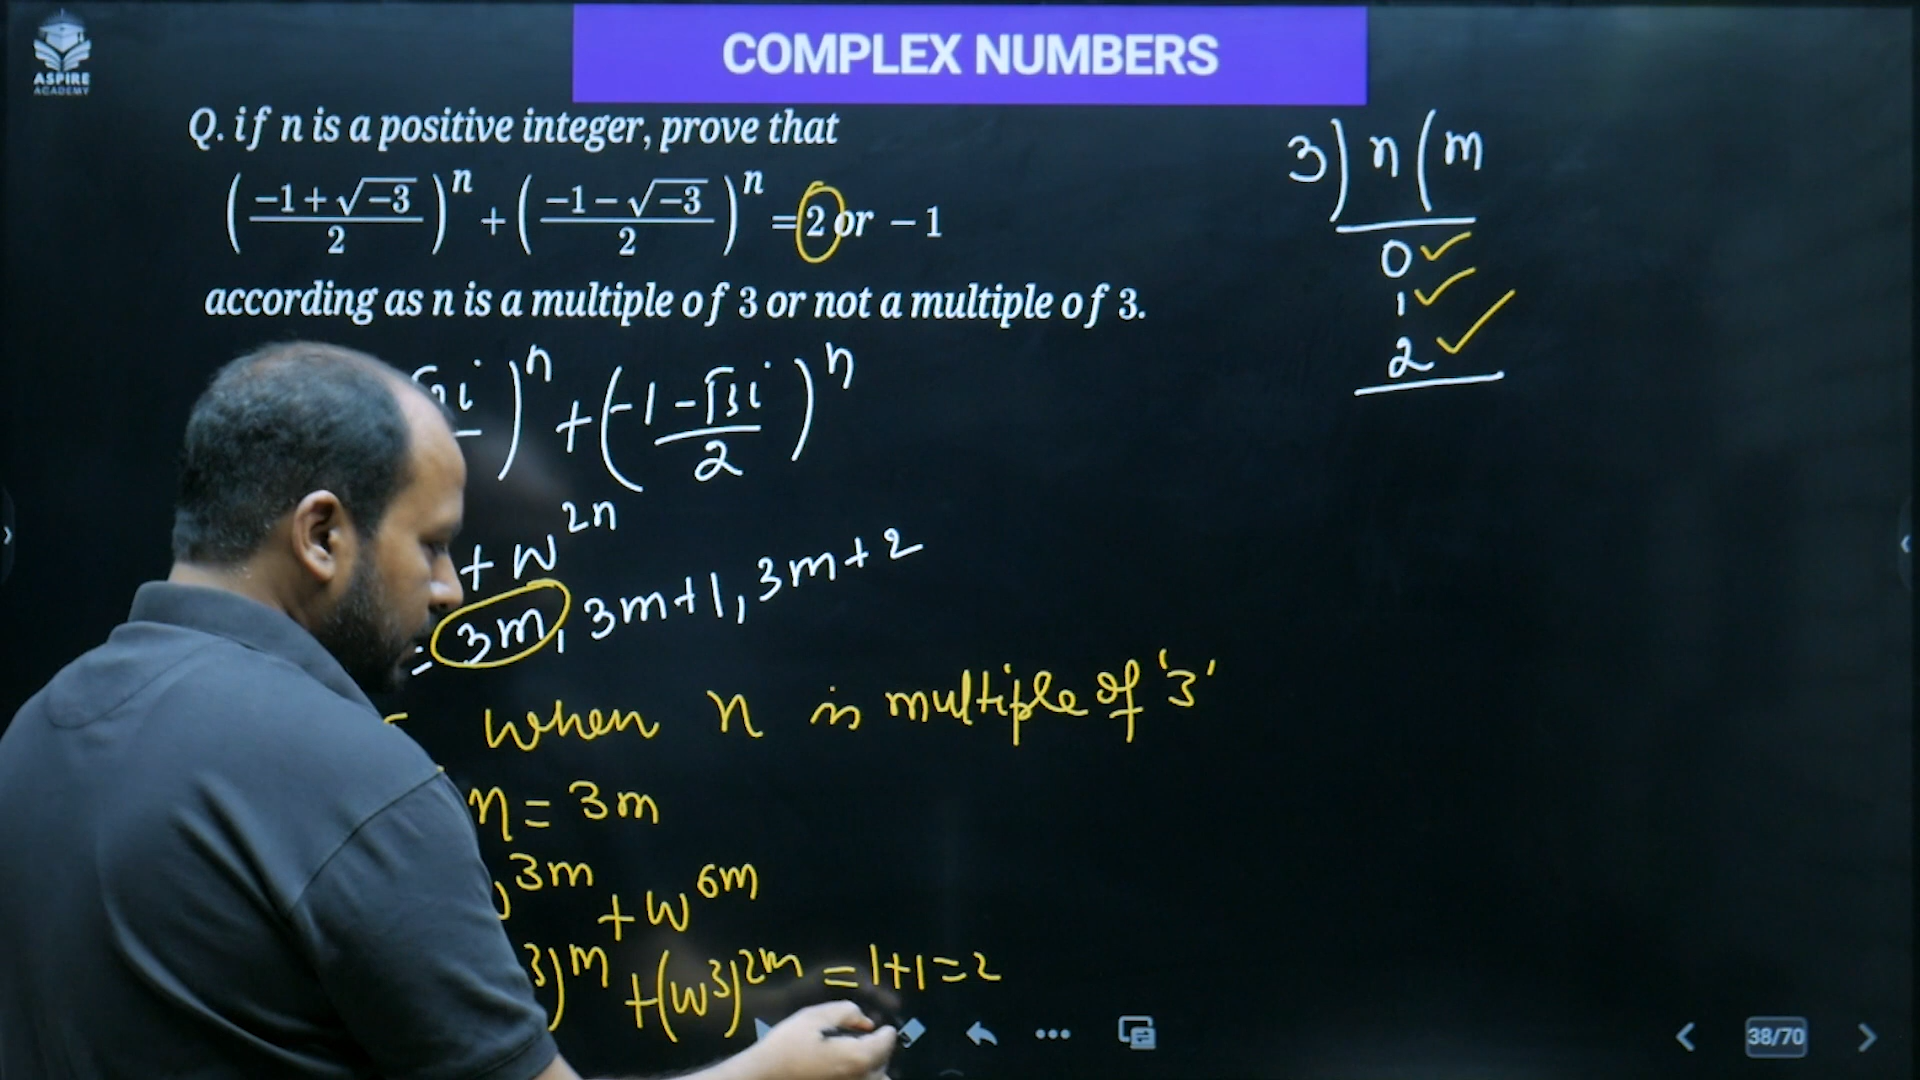 ASPIRE
ACADEMY
COMPLEX NUMBERS
Q. if n is a positive integer, prove that
((-1+√-3)/2)^n + ((-1-√-3)/2)^n = 2 or -1
according as n is a multiple of 3 or not a multiple of 3.
3) n (m
0
1
2
)^n + ((-1-√3i)/2)^n
+ w^2n
= 3m, 3m+1, 3m+2
when n is multiple of '3'
n = 3m
3m + w^6m
3)^m + (w^3)^2m = 1+1=2
38/70